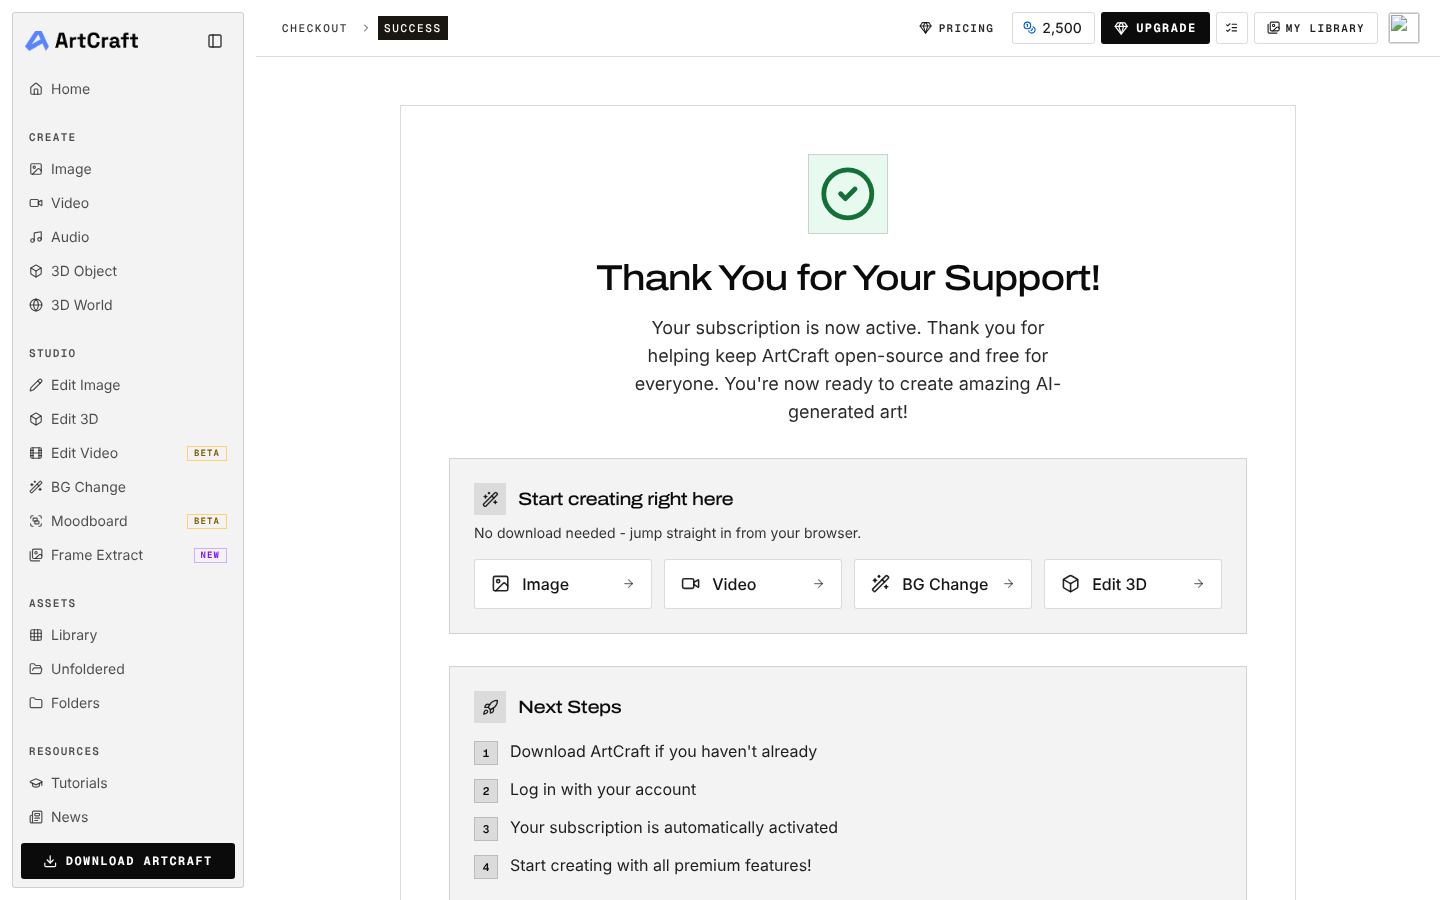 ArtCraft
Home
CREATE
Image
Video
Audio
3D Object
3D World
STUDIO
Edit Image
Edit 3D
Edit Video BETA
BG Change
Moodboard BETA
Frame Extract NEW
ASSETS
Library
Unfoldered
Folders
RESOURCES
Tutorials
News
DOWNLOAD ARTCRAFT
CHECKOUT SUCCESS
PRICING 2,500 UPGRADE MY LIBRARY
Thank You for Your Support!
Your subscription is now active. Thank you for
helping keep ArtCraft open-source and free for
everyone. You're now ready to create amazing AI-
generated art!
Start creating right here
No download needed - jump straight in from your browser.
Image Video BG Change Edit 3D
Next Steps
1 Download ArtCraft if you haven't already
2 Log in with your account
3 Your subscription is automatically activated
4 Start creating with all premium features!